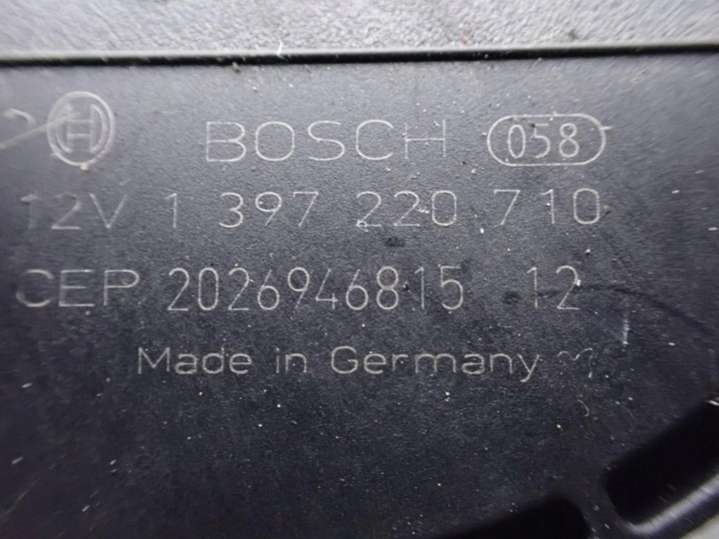 BOSCH 058
12V 1 397 220 710
CEP 2026946815 12
Made in Germany